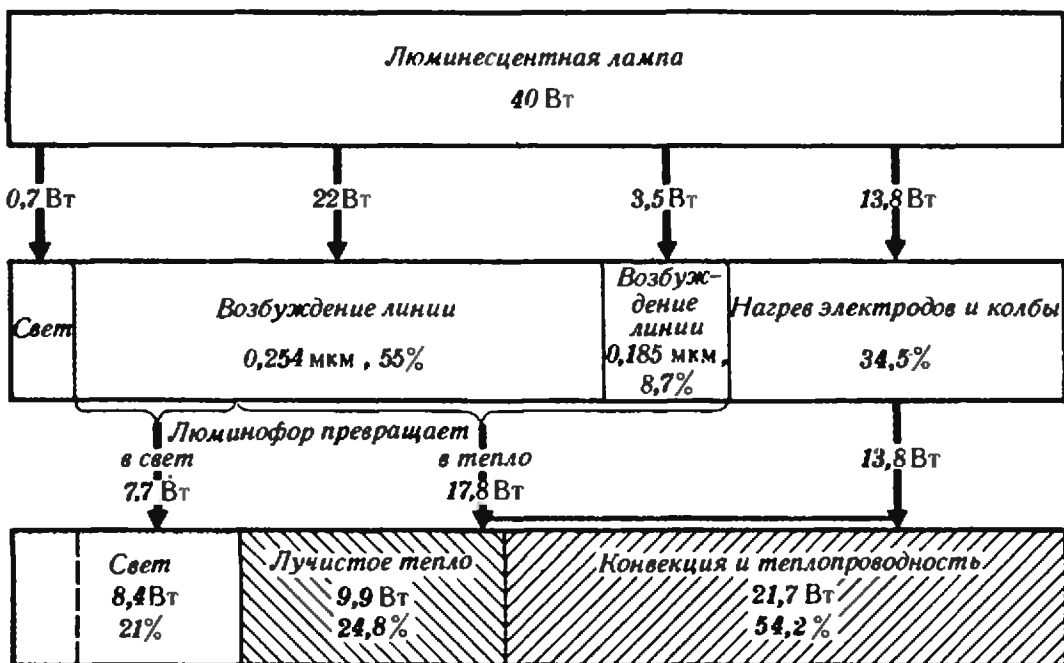 Люминесцентная лампа
40 Вт
0,7 Вт
22 Вт
3,5 Вт
13,8 Вт
Свет
Возбуждение линии
0,254 мкм , 55%
Возбуж-
дение
линии
0,185 мкм ,
8,7%
Нагрев электродов и колбы
34,5%
Люминофор превращает
в свет
7,7 Вт
в тепло
17,8 Вт
13,8 Вт
Свет
8,4 Вт
21%
Лучистое тепло
9,9 Вт
24,8%
Конвекция и теплопроводность
21,7 Вт
54,2 %